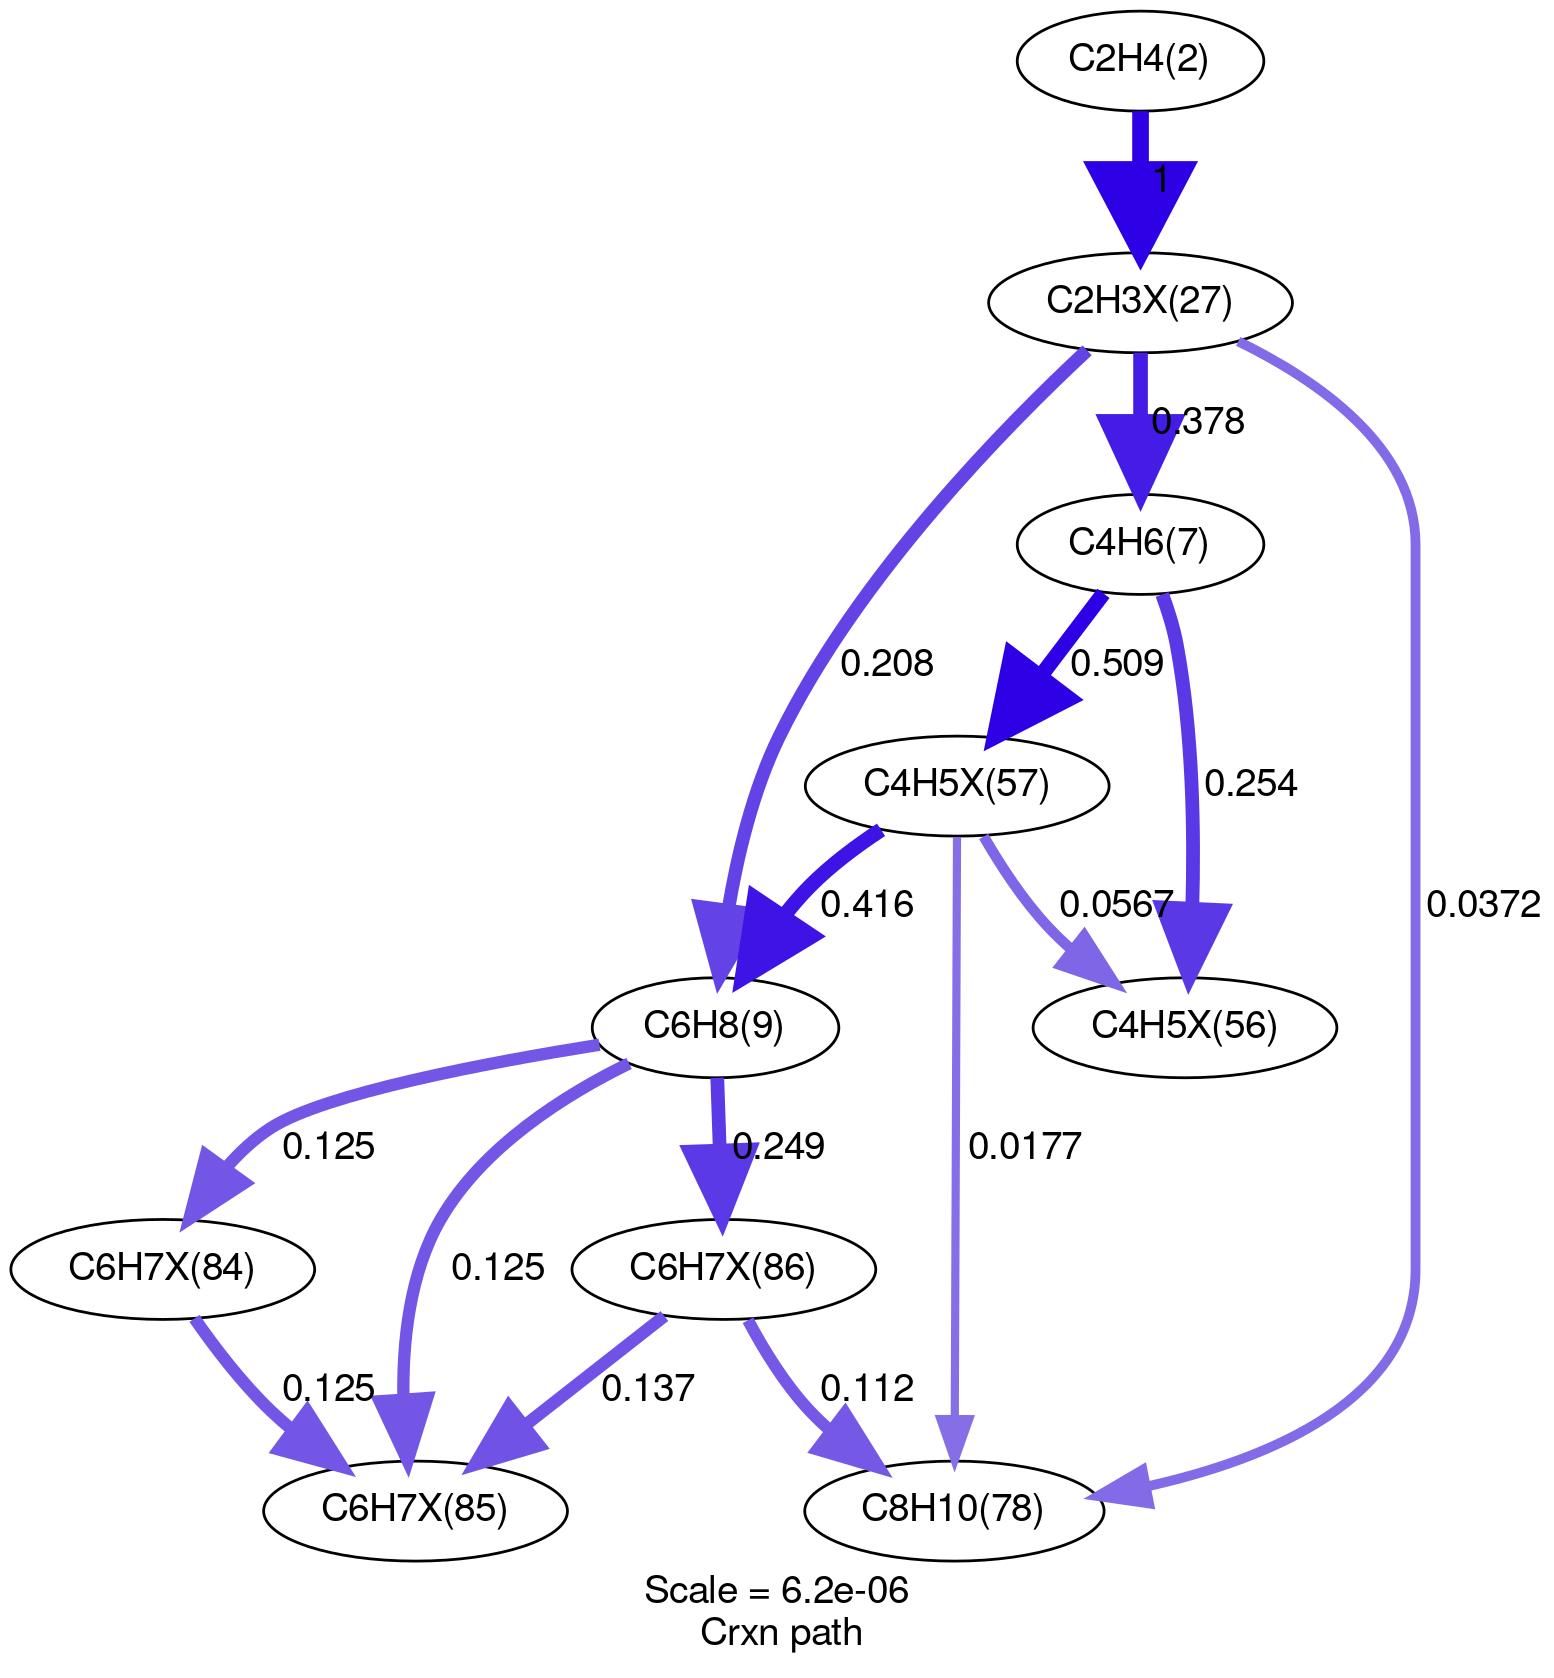 C2H4(2)
1
C2H3X(27)
0.378
C4H6(7)
0.208
0.509
C4H5X(57)
0.254
0.416
0.0567
0.0372
C6H8(9)
C4H5X(56)
0.125
0.249
0.0177
C6H7X(84)
0.125
C6H7X(86)
0.125
0.137
0.112
C6H7X(85)
C8H10(78)
Scale = 6.2e-06
Crxn path